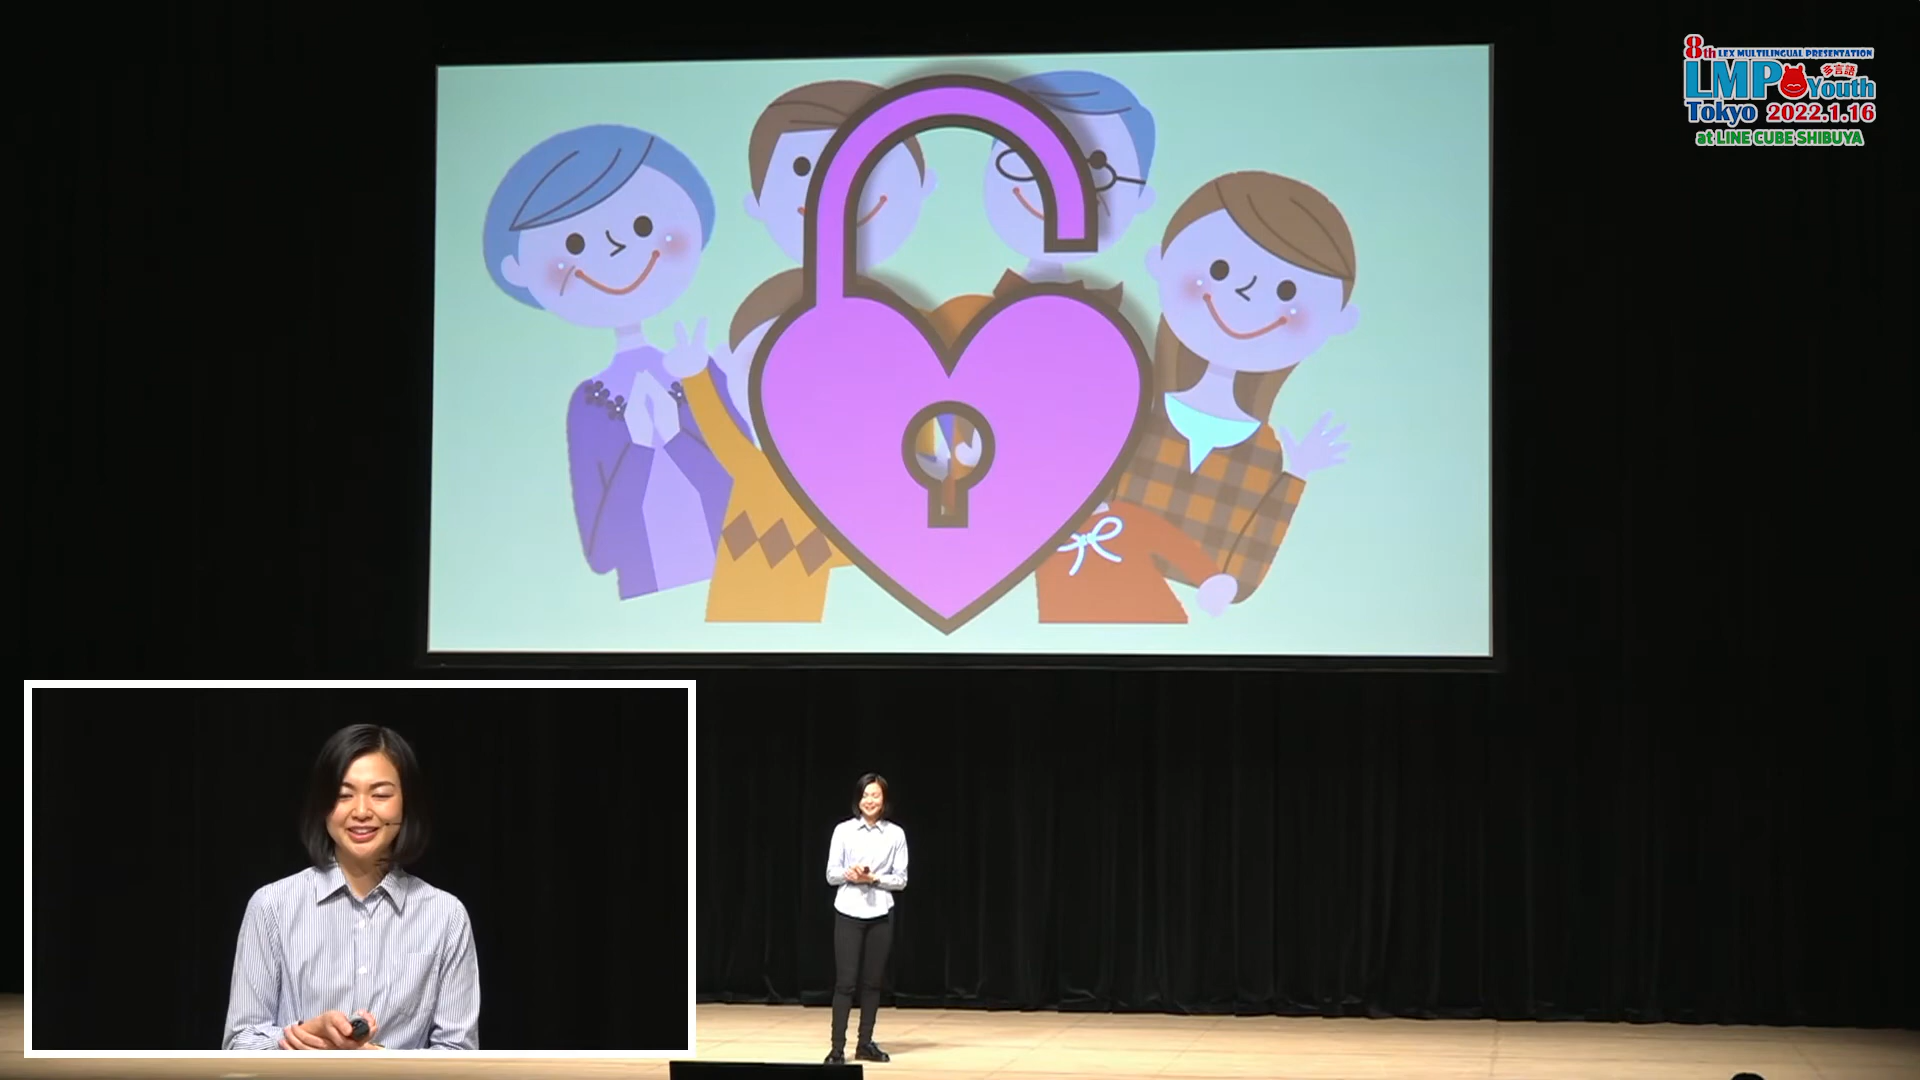 8th LEX MULTILINGUAL PRESENTATION
LMP 多言語 Youth
Tokyo 2022.1.16
at LINE CUBE SHIBUYA